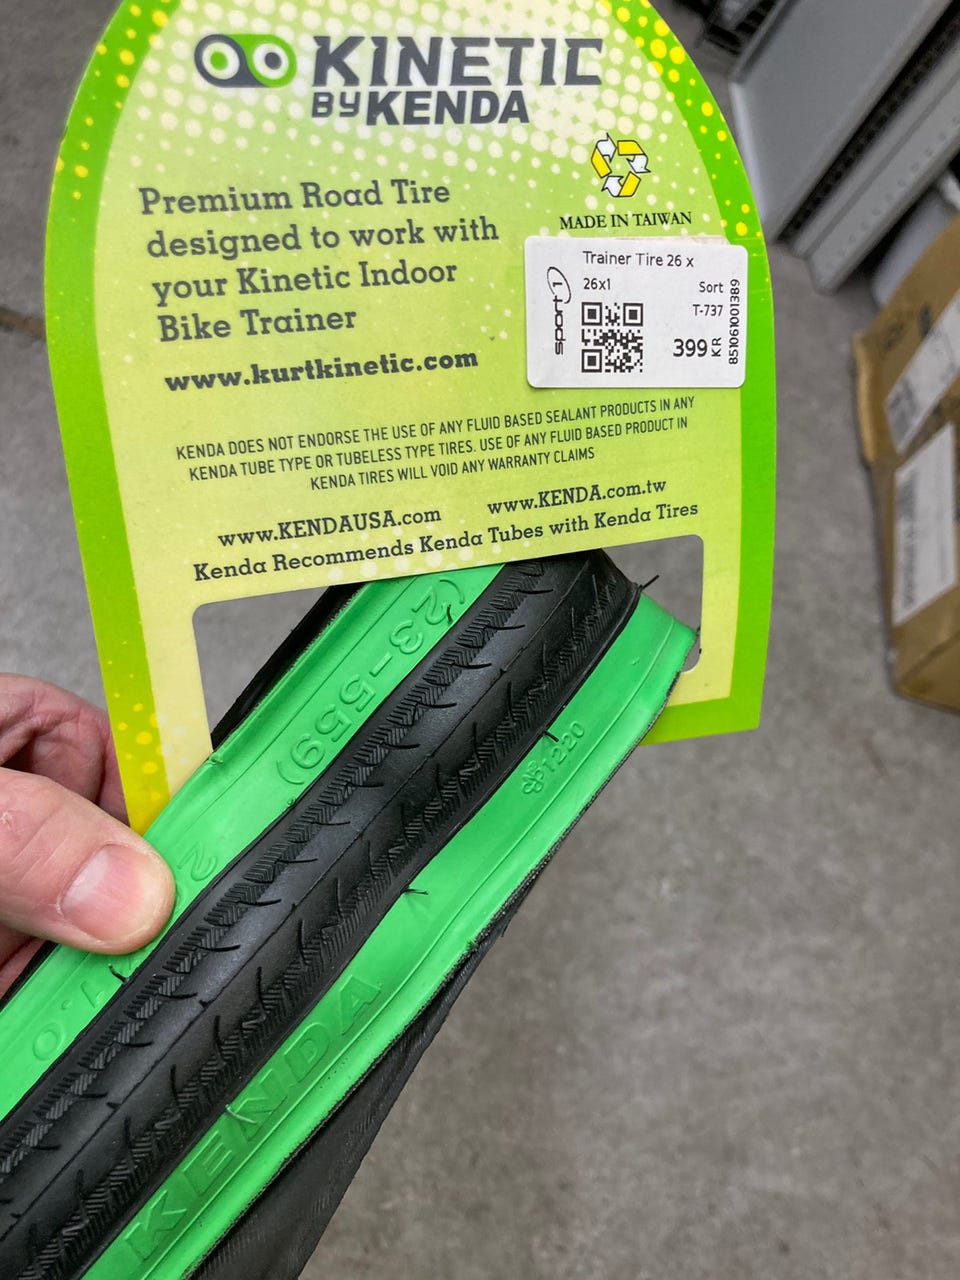 KINETIC
BY KENDA
Premium Road Tire
designed to work with
your Kinetic Indoor
Bike Trainer
www.kurtkinetic.com
MADE IN TAIWAN
sport1
Trainer Tire 26 x
26x1
Sort
T-737
399 KR
851061001389
KENDA DOES NOT ENDORSE THE USE OF ANY FLUID BASED SEALANT PRODUCTS IN ANY
KENDA TUBE TYPE OR TUBELESS TYPE TIRES. USE OF ANY FLUID BASED PRODUCT IN
KENDA TIRES WILL VOID ANY WARRANTY CLAIMS
www.KENDAUSA.com
www.KENDA.com.tw
Kenda Recommends Kenda Tubes with Kenda Tires
(23-559)
1.0
KENDA